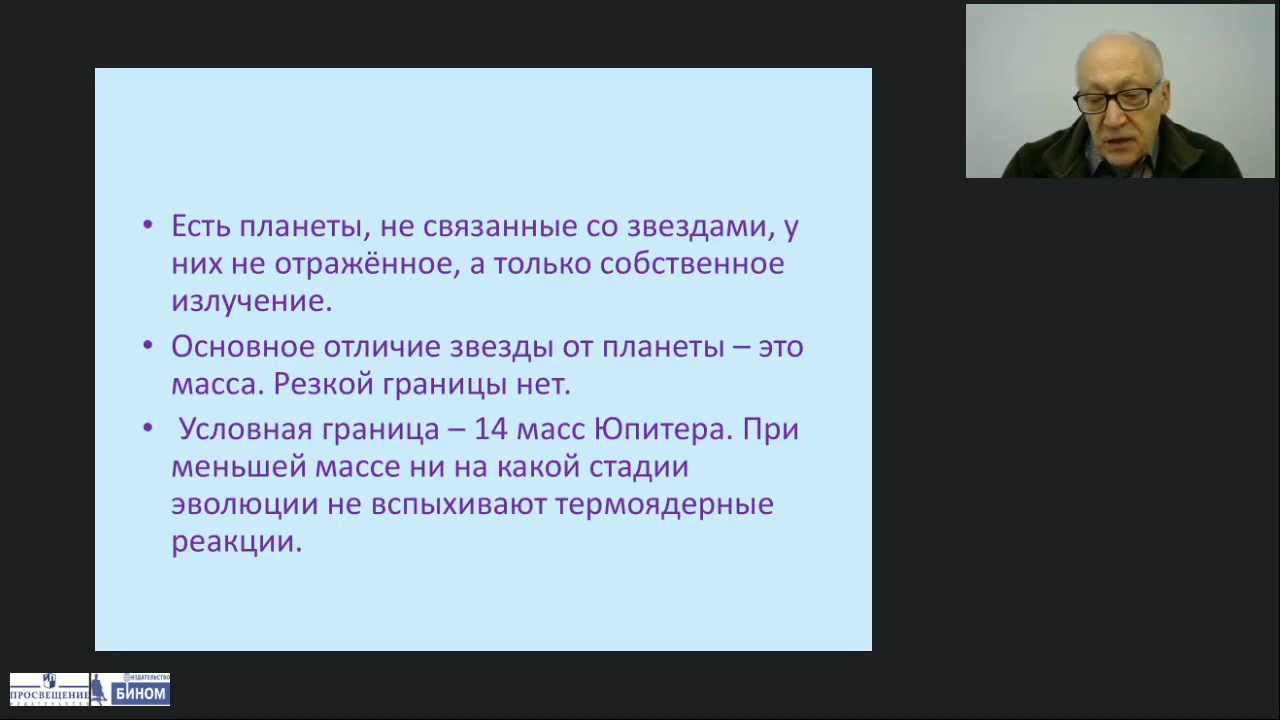 • Есть планеты, не связанные со звездами, у
них не отражённое, а только собственное
излучение.
• Основное отличие звезды от планеты – это
масса. Резкой границы нет.
• Условная граница – 14 масс Юпитера. При
меньшей массе ни на какой стадии
эволюции не вспыхивают термоядерные
реакции.
ПРОСВЕЩЕНИЕ
ИЗДАТЕЛЬСТВО
ИЗДАТЕЛЬСТВО
БИНОМ